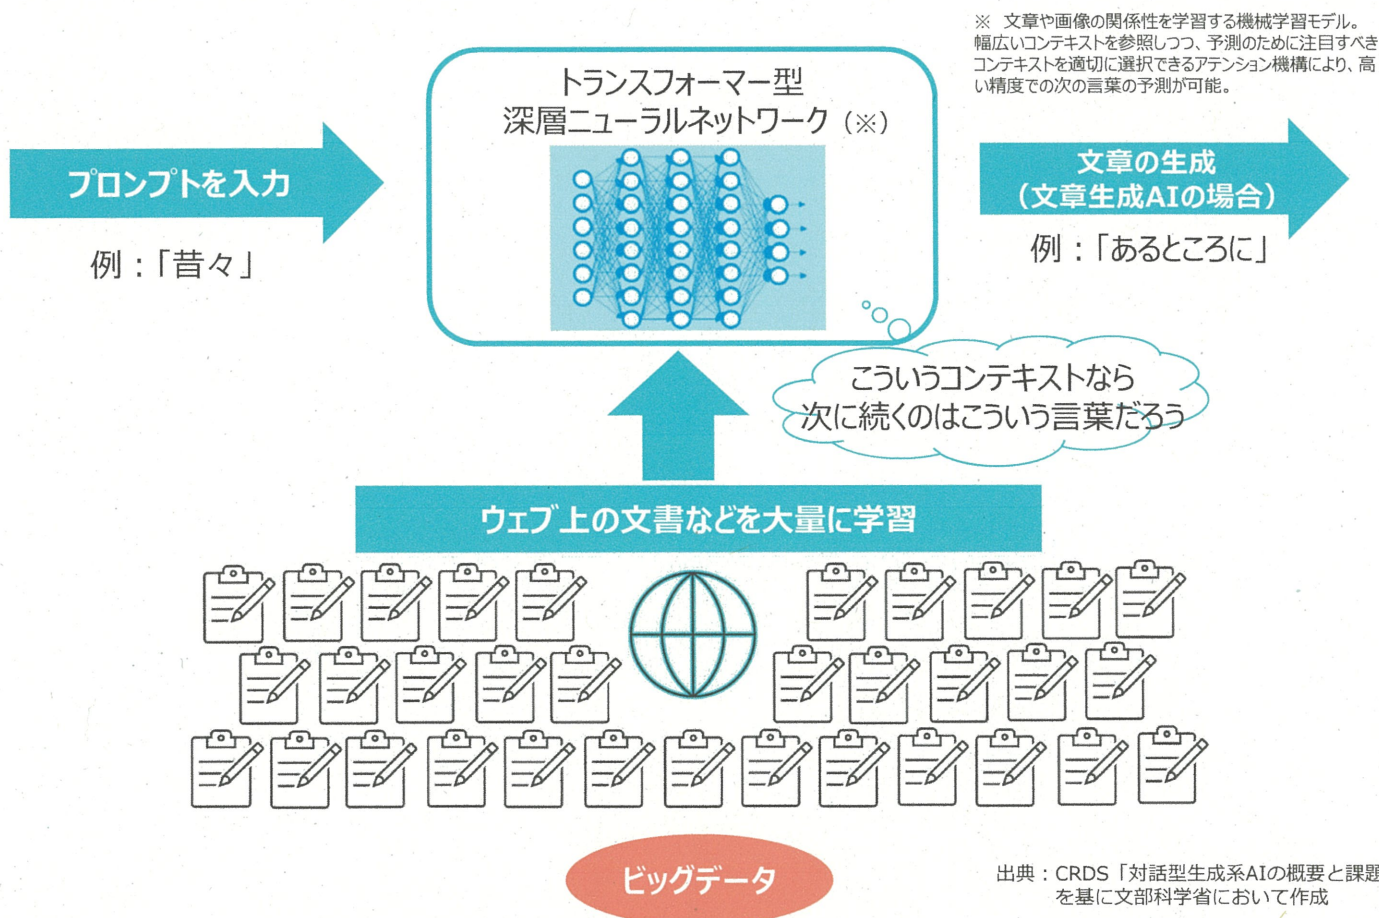 ※ 文章や画像の関係性を学習する機械学習モデル。
幅広いコンテキストを参照しつつ、予測のために注目すべき
コンテキストを適切に選択できるアテンション機構により、高
い精度での次の言葉の予測が可能。
トランスフォーマー型
深層ニューラルネットワーク（※）
プロンプトを入力
例：「昔々」
文章の生成
（文章生成AIの場合）
例：「あるところに」
こういうコンテキストなら
次に続くのはこういう言葉だろう
ウェブ上の文書などを大量に学習
ビッグデータ
出典：CRDS「対話型生成系AIの概要と課題
を基に文部科学省において作成